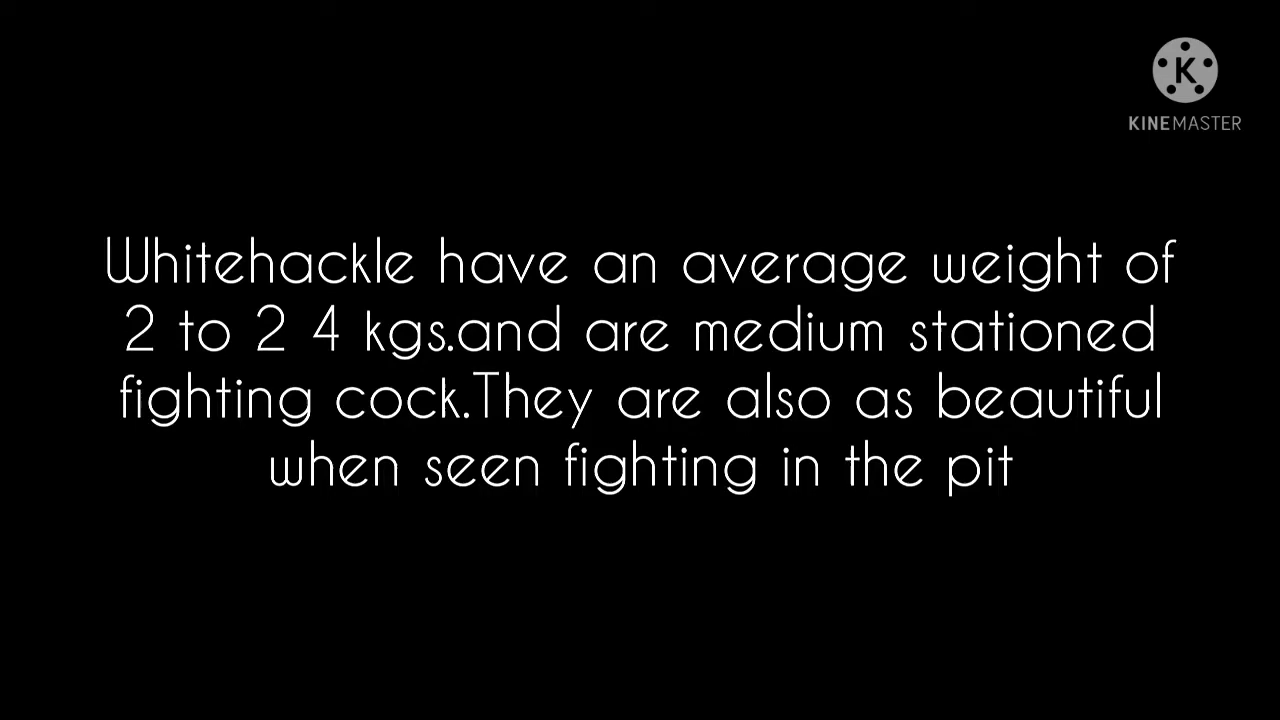 K
KINEMASTER
Whitehackle have an average weight of
2 to 2 4 kgs.and are medium stationed
fighting cock.They are also as beautiful
when seen fighting in the pit